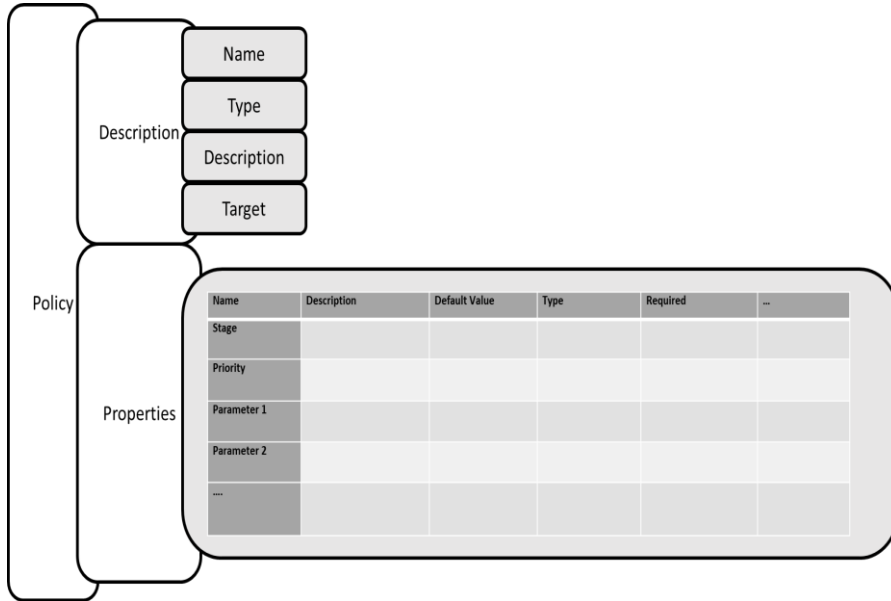 Name
Type
Description
Description
Target
Policy
Name Description Default Value Type Required ...
Stage
Priority
Properties
Parameter 1
Parameter 2
....